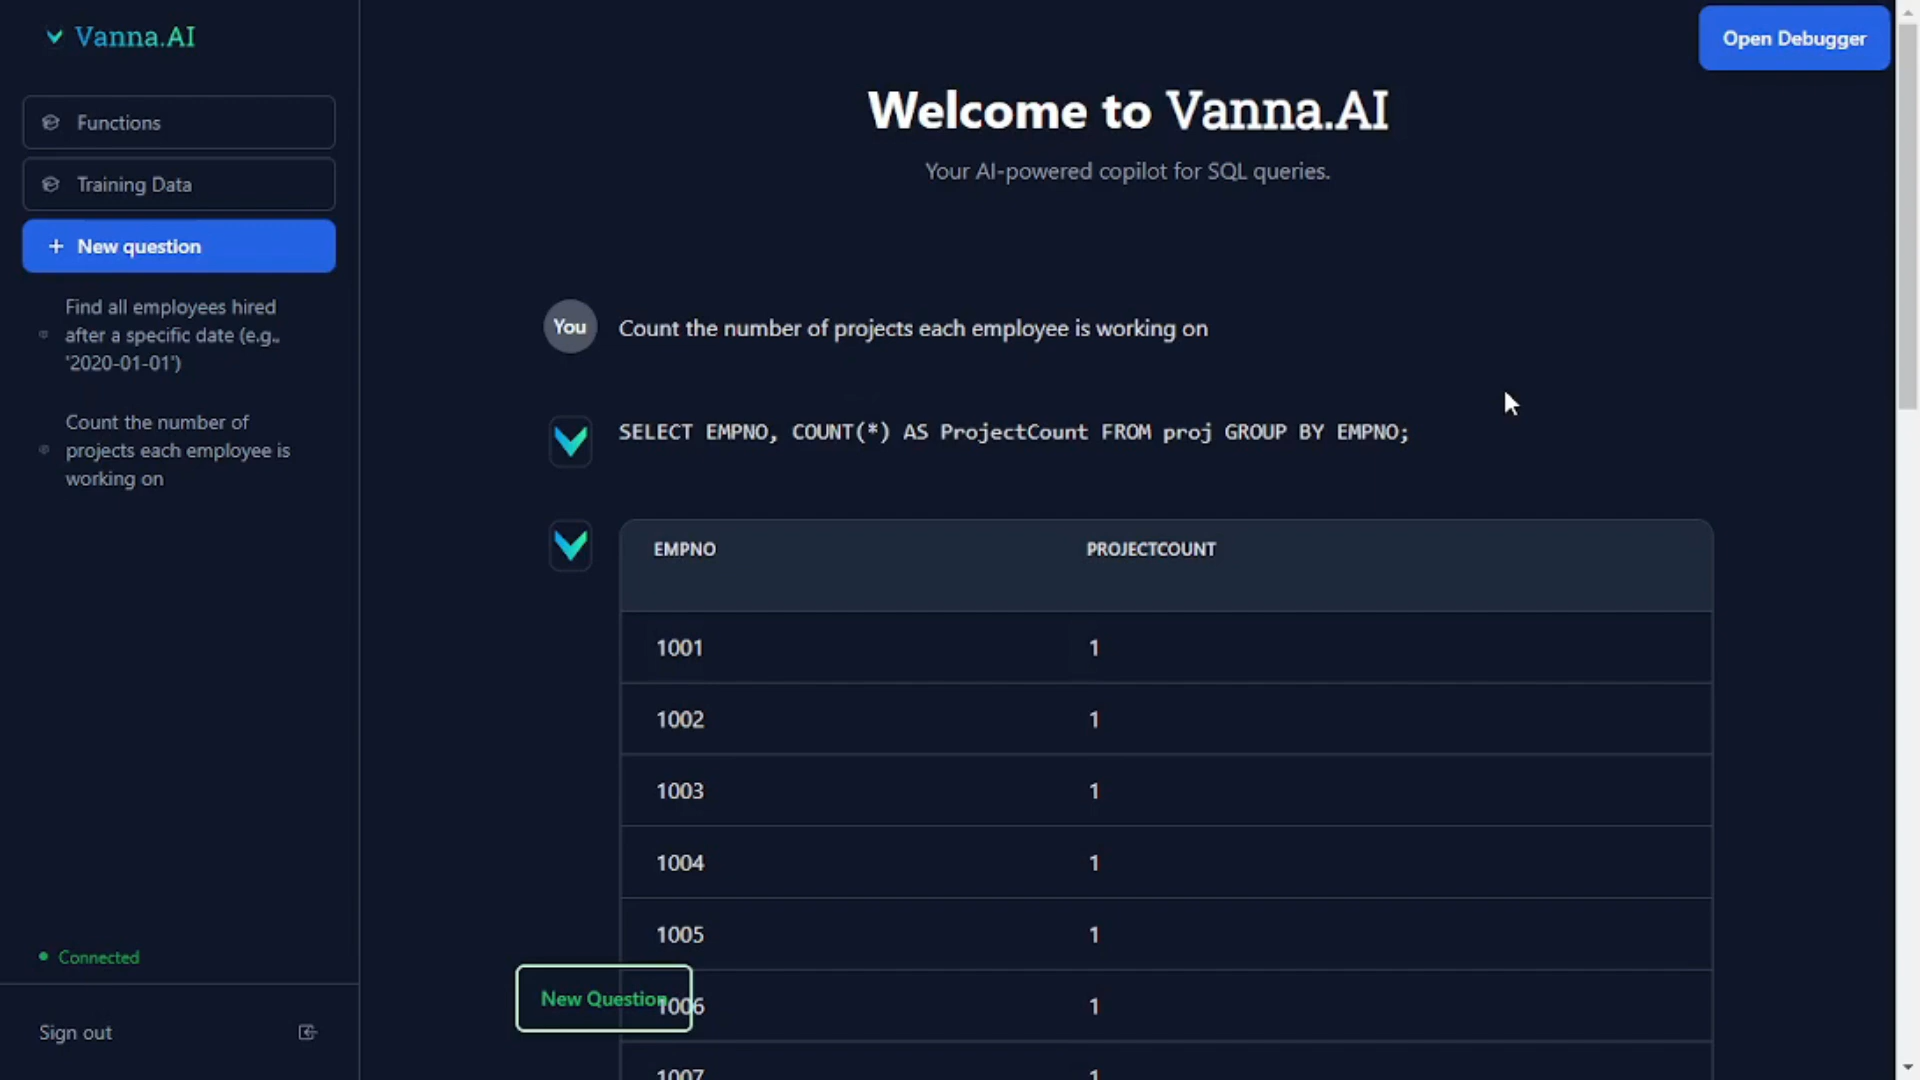 Vanna.AI
Functions
Training Data
+ New question
Find all employees hired
after a specific date (e.g.,
'2020-01-01')
Count the number of
projects each employee is
working on
Connected
Sign out
Open Debugger
Welcome to Vanna.AI
Your AI-powered copilot for SQL queries.
You
Count the number of projects each employee is working on
SELECT EMPNO, COUNT(*) AS ProjectCount FROM proj GROUP BY EMPNO;
EMPNO PROJECTCOUNT
1001 1
1002 1
1003 1
1004 1
1005 1
New Question
1006 1
1007 1